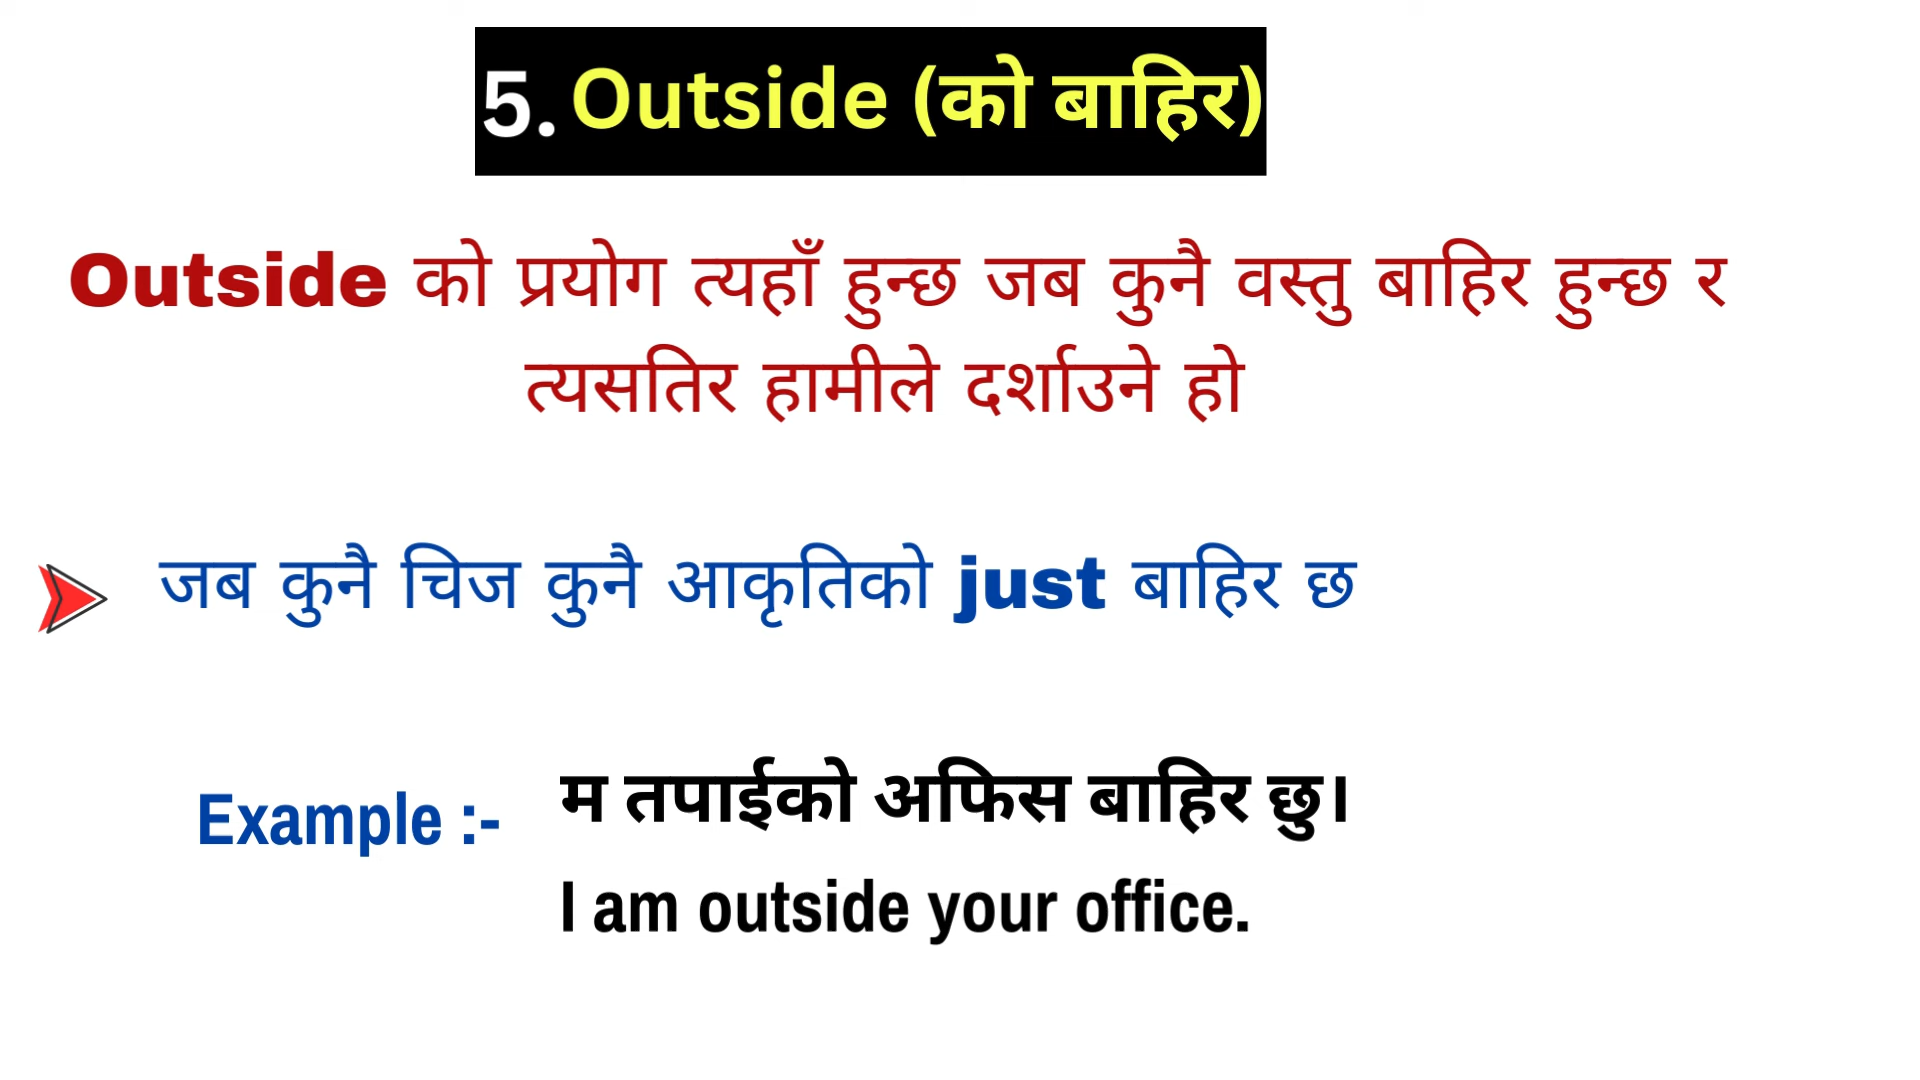 5. Outside (को बाहिर)
Outside को प्रयोग त्यहाँ हुन्छ जब कुनै वस्तु बाहिर हुन्छ र
त्यसतिर हामीले दर्शाउने हो
जब कुनै चिज कुनै आकृतिको just बाहिर छ
Example :- म तपाईको अफिस बाहिर छु।
I am outside your office.